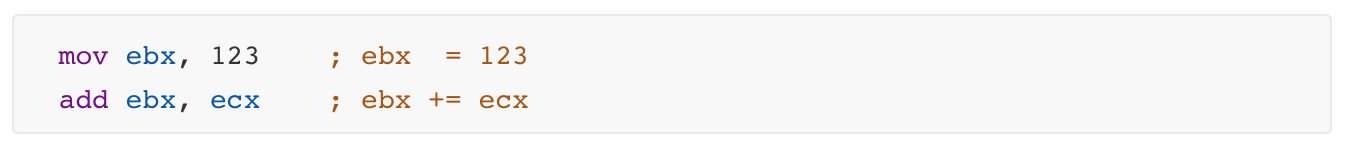 mov ebx, 123    ; ebx  = 123
add ebx, ecx    ; ebx += ecx